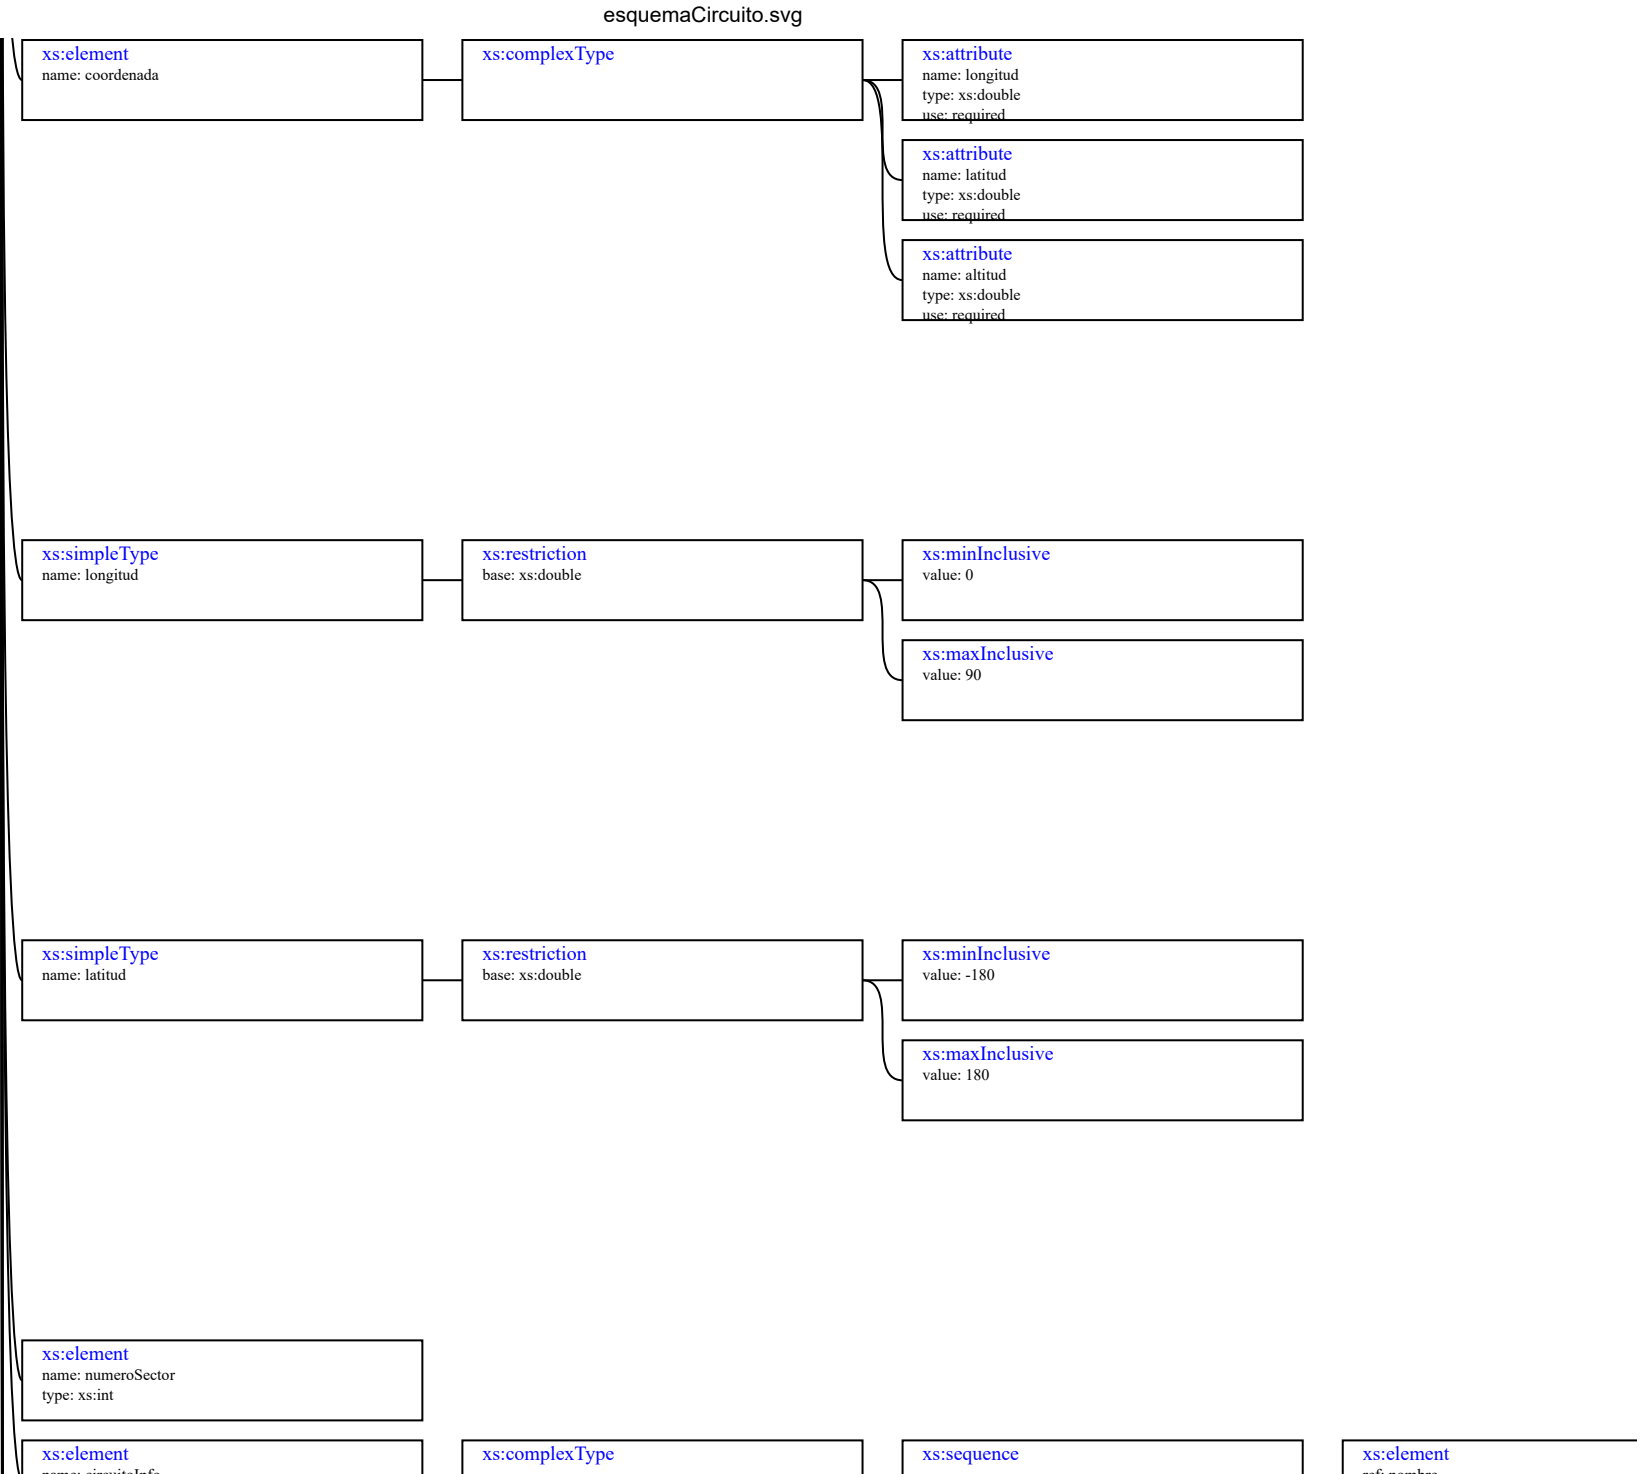 esquemaCircuito.svg
xs:element
name: coordenada
xs:complexType
xs:attribute
name: longitud
type: xs:double
use: required
xs:attribute
name: latitud
type: xs:double
use: required
xs:attribute
name: altitud
type: xs:double
use: required
xs:simpleType
name: longitud
xs:restriction
base: xs:double
xs:minInclusive
value: 0
xs:maxInclusive
value: 90
xs:simpleType
name: latitud
xs:restriction
base: xs:double
xs:minInclusive
value: -180
xs:maxInclusive
value: 180
xs:element
name: numeroSector
type: xs:int
xs:element
name: circuitoInfo
xs:complexType
xs:sequence
xs:element
ref: nombre